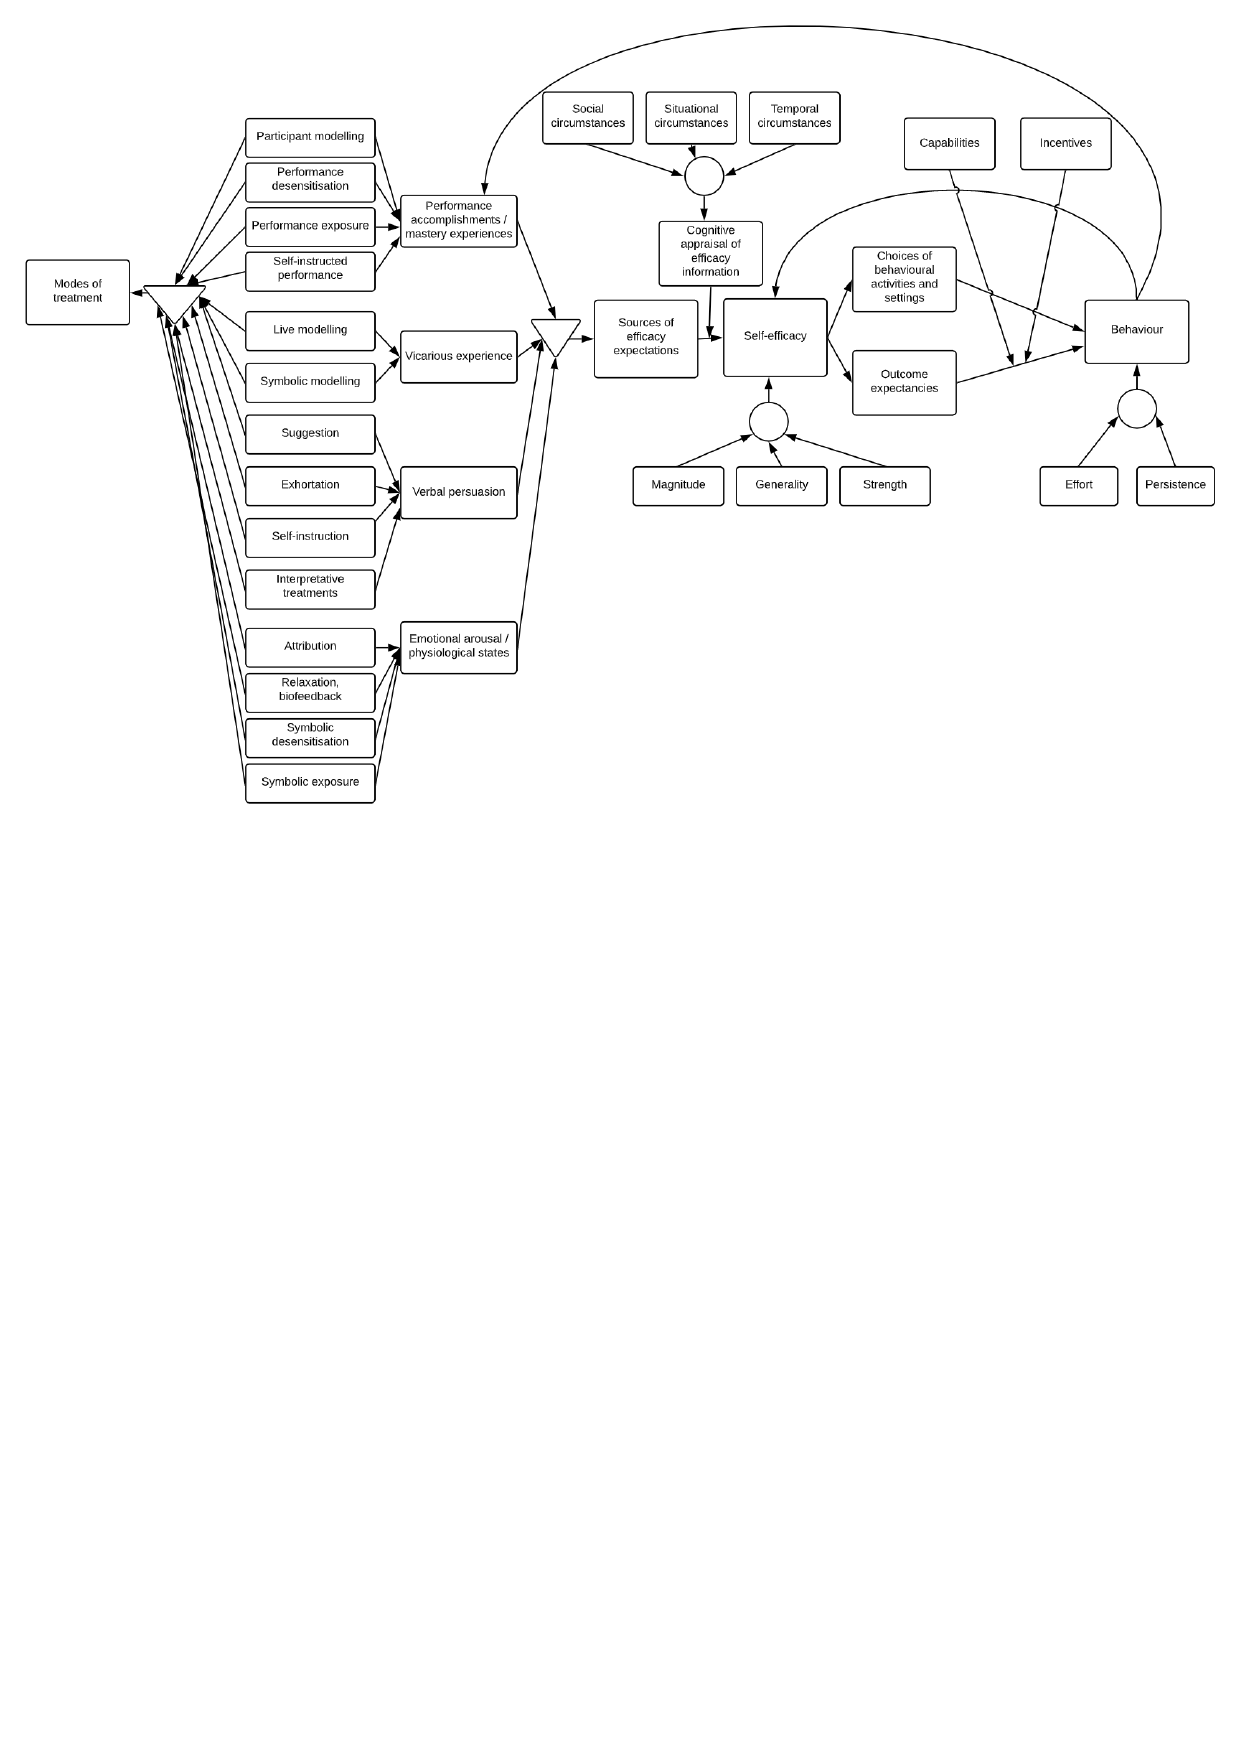 Social
circumstances
Situational
circumstances
Temporal
circumstances
Participant modelling
Performance
desensitisation
Performance exposure
Self-instructed
performance
Modes of
treatment
Live modelling
Symbolic modelling
Suggestion
Exhortation
Self-instruction
Interpretative
treatments
Attribution
Relaxation,
biofeedback
Symbolic
desensitisation
Symbolic exposure
Performance
accomplishments /
mastery experiences
Vicarious experience
Verbal persuasion
Emotional arousal /
physiological states
Cognitive
appraisal of
efficacy
information
Sources of
efficacy
expectations
Self-efficacy
Magnitude
Generality
Strength
Capabilities
Incentives
Choices of
behavioural
activities and
settings
Outcome
expectancies
Behaviour
Effort
Persistence